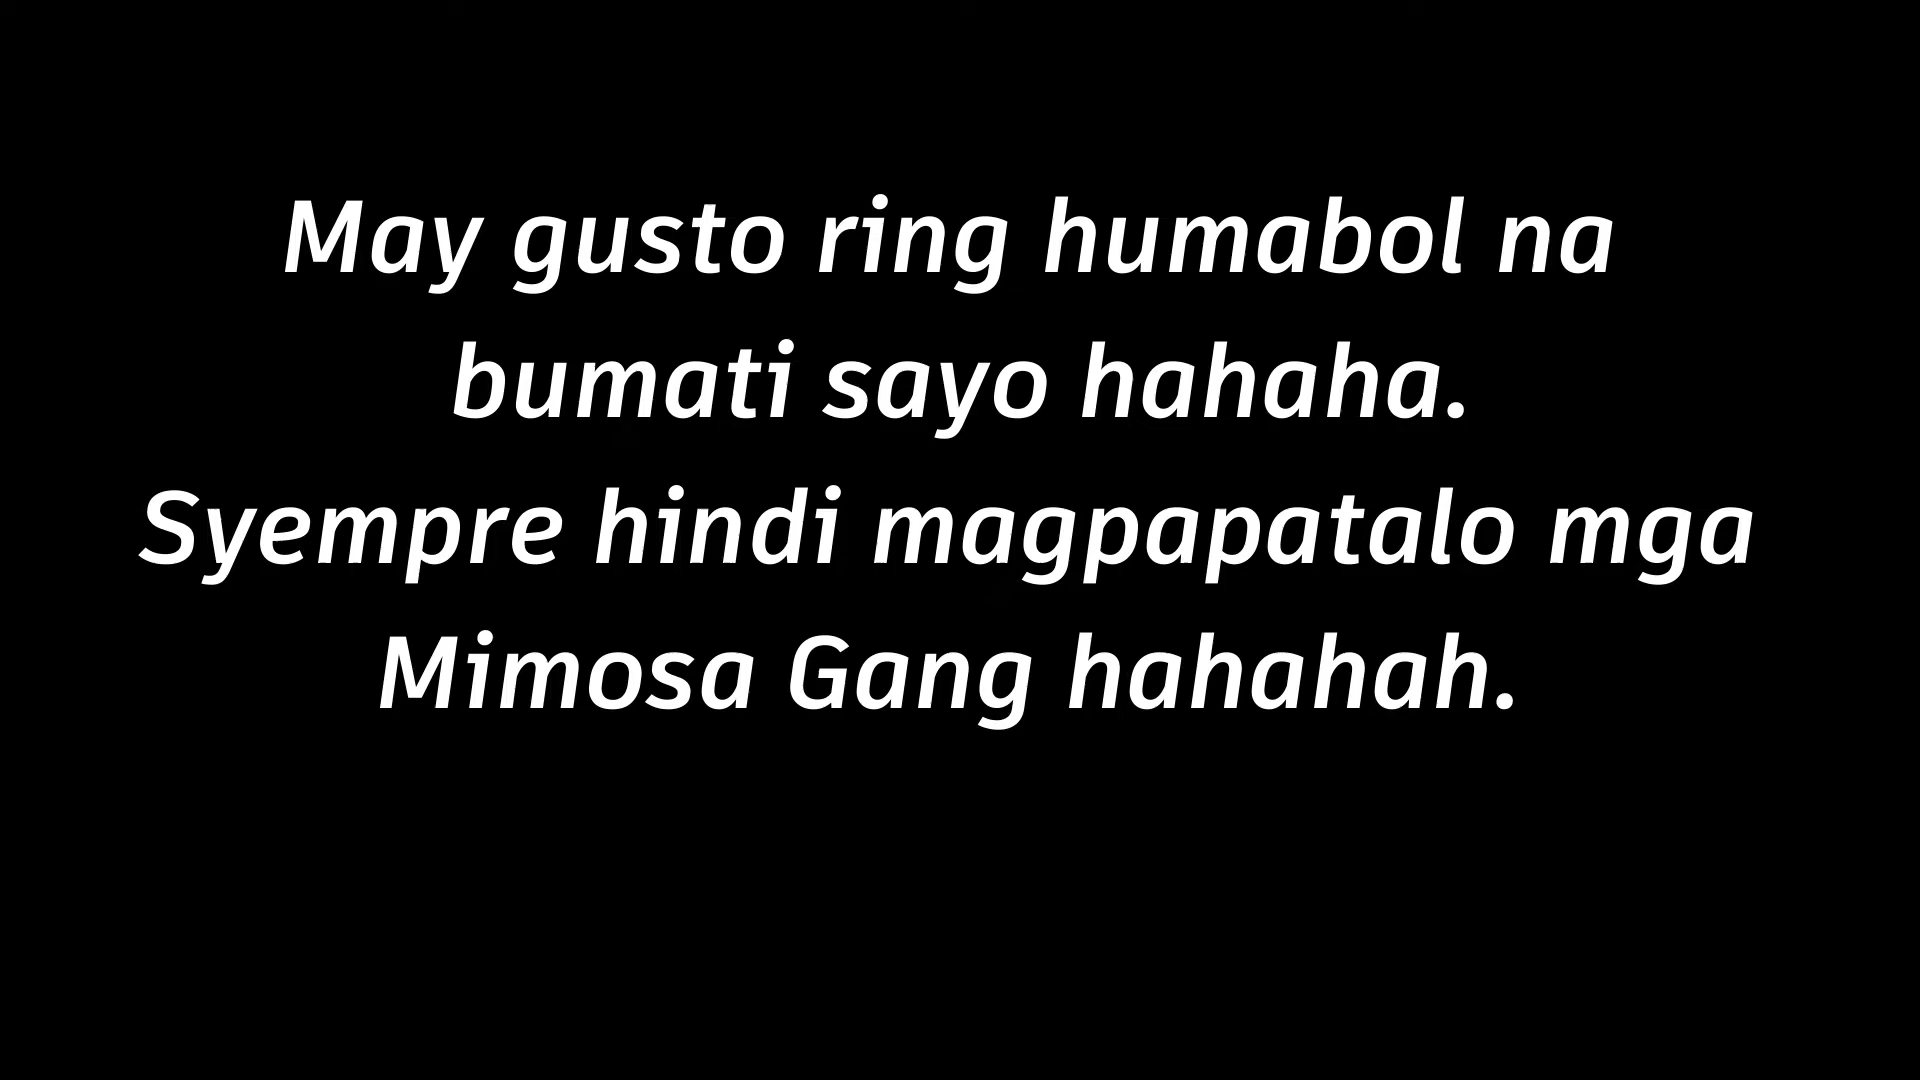 May gusto ring humabol na
bumati sayo hahaha.
Syempre hindi magpapatalo mga
Mimosa Gang hahahah.